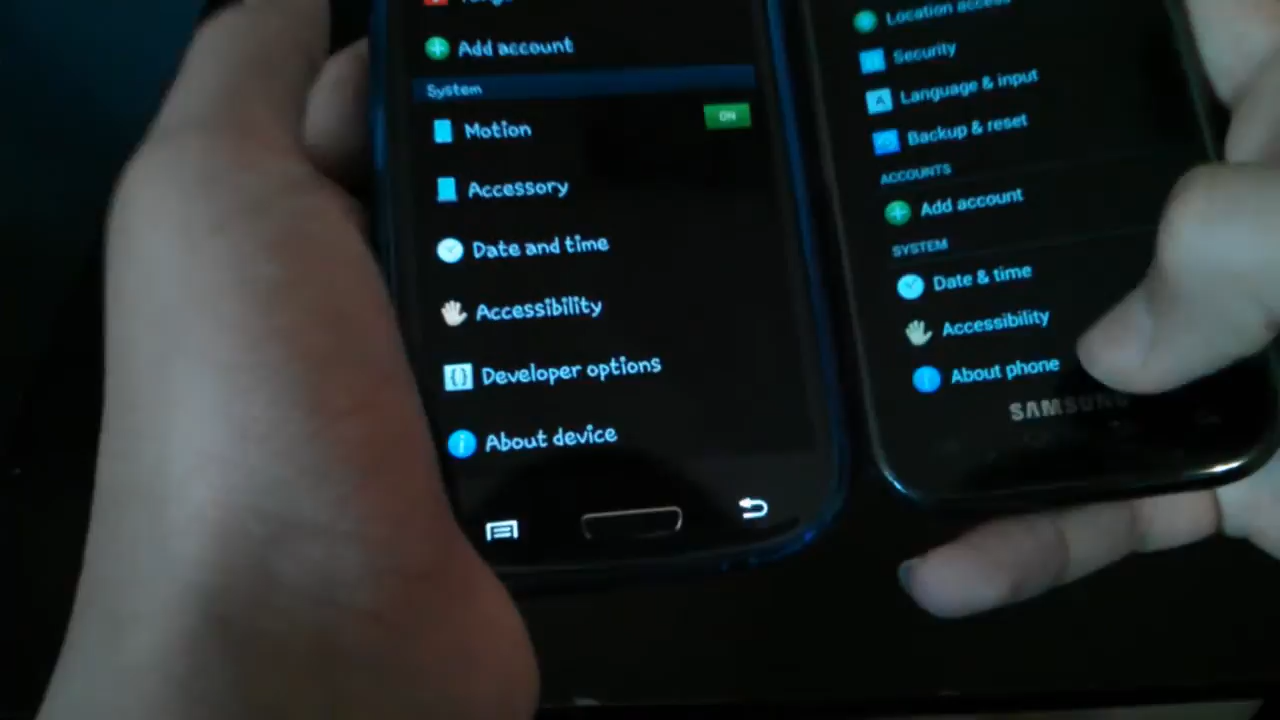 Add account
System
Motion
ON
Accessory
Date and time
Accessibility
Developer options
About device
Location access
Security
A Language & input
Backup & reset
ACCOUNTS
Add account
SYSTEM
Date & time
Accessibility
About phone
SAMSUNG